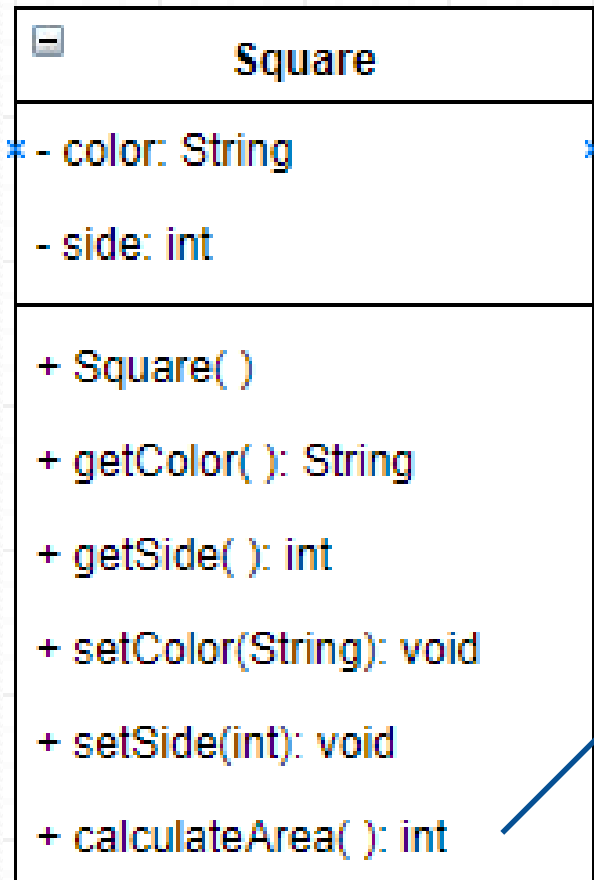 Square
- color: String
- side: int
+ Square( )
+ getColor( ): String
+ getSide( ): int
+ setColor(String): void
+ setSide(int): void
+ calculateArea( ): int